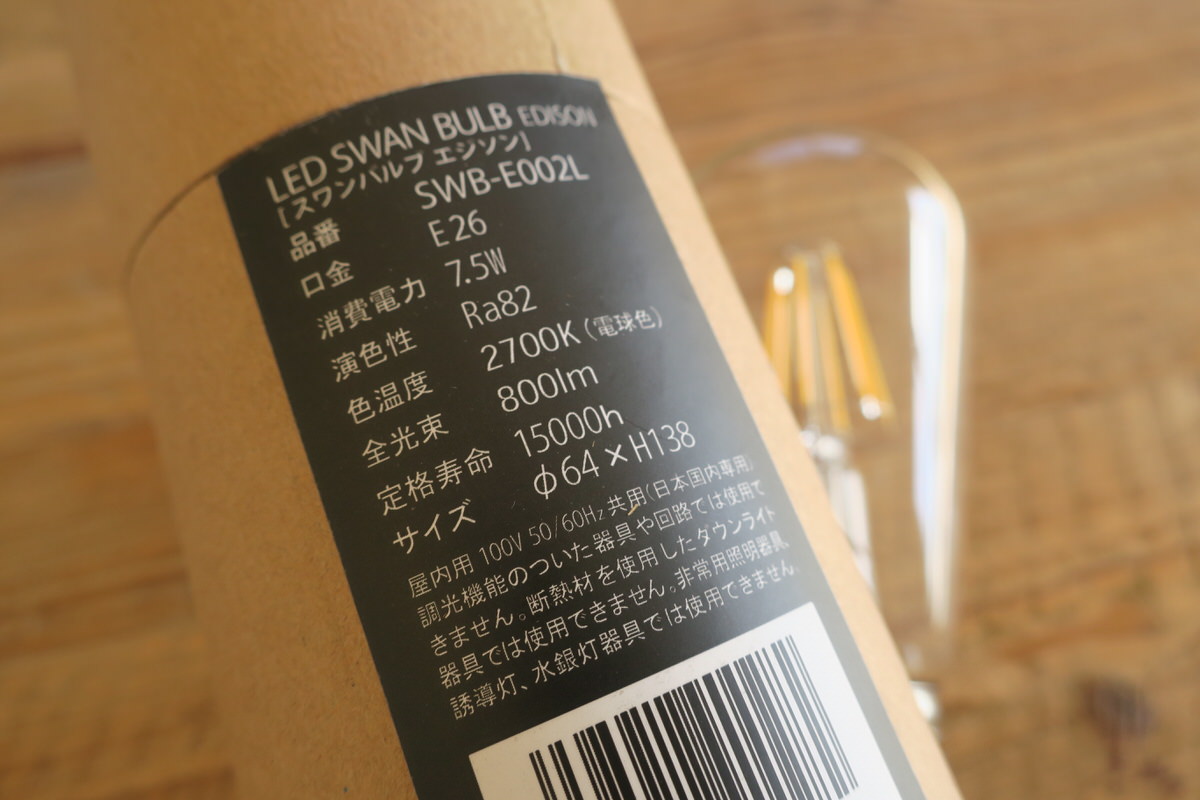 LED SWAN BULB EDISON
[スワンバルブ エジソン]
品番 SWB-E002L
口金 E26
消費電力 7.5W
演色性 Ra82
色温度 2700K(電球色)
全光束 800lm
定格寿命 15000h
サイズ φ64×H138
屋内用 100V 50/60Hz 共用(日本国内専用)
調光機能のついた器具や回路では使用で
きません。断熱材を使用したダウンライト
器具では使用できません。非常用照明器具、
誘導灯、水銀灯器具では使用できません。